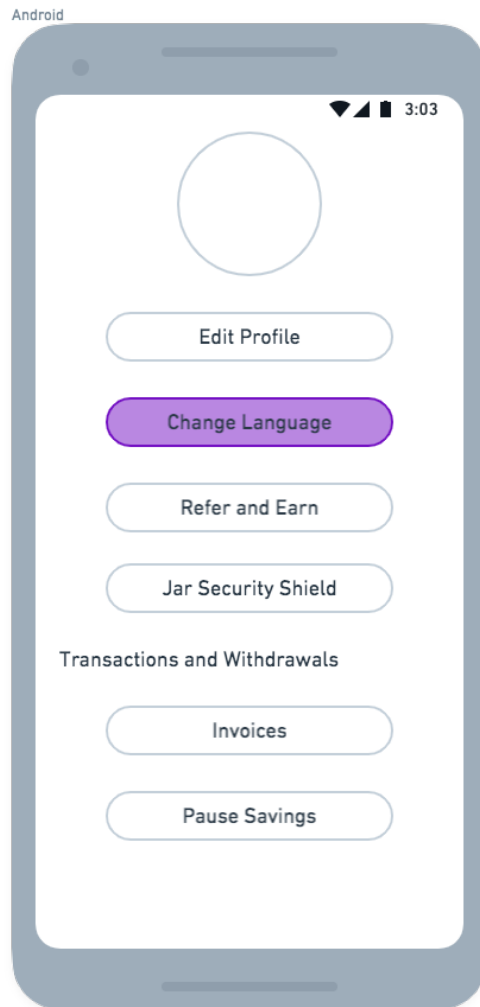 Android
3:03
Edit Profile
Change Language
Refer and Earn
Jar Security Shield
Transactions and Withdrawals
Invoices
Pause Savings